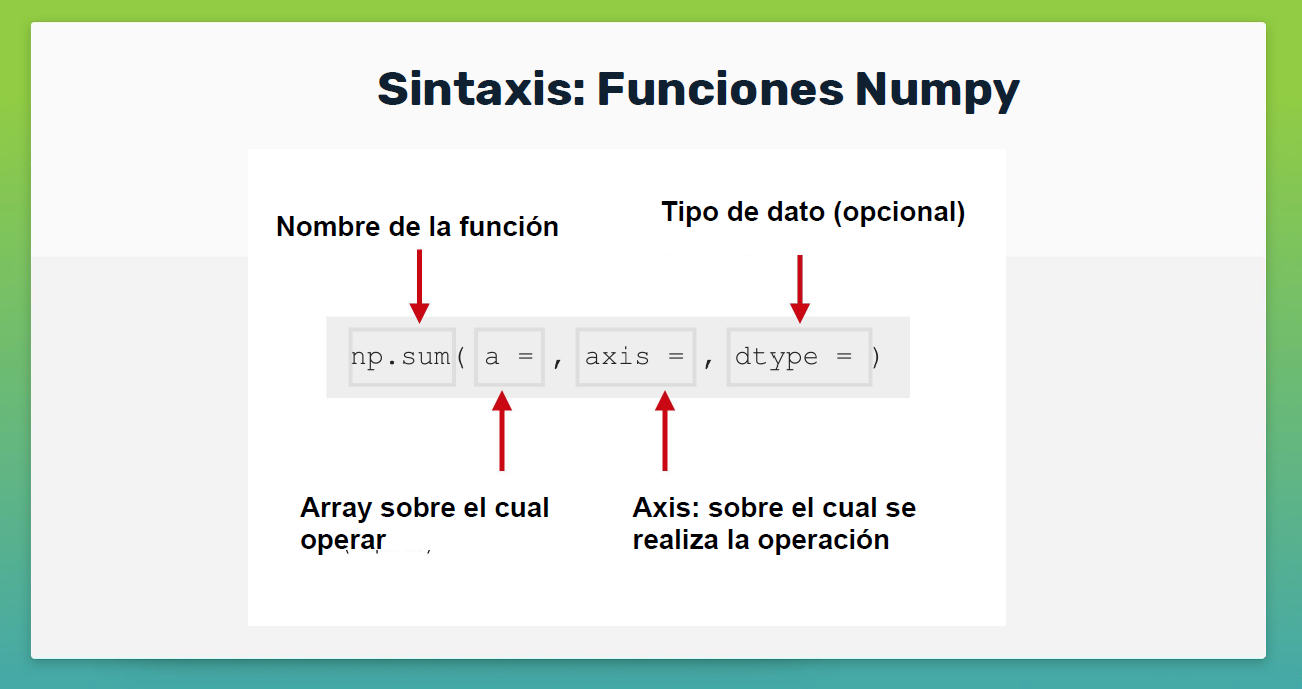 Sintaxis: Funciones Numpy
Nombre de la función
Tipo de dato (opcional)
np.sum( a = , axis = , dtype = )
Array sobre el cual
operar
Axis: sobre el cual se
realiza la operación